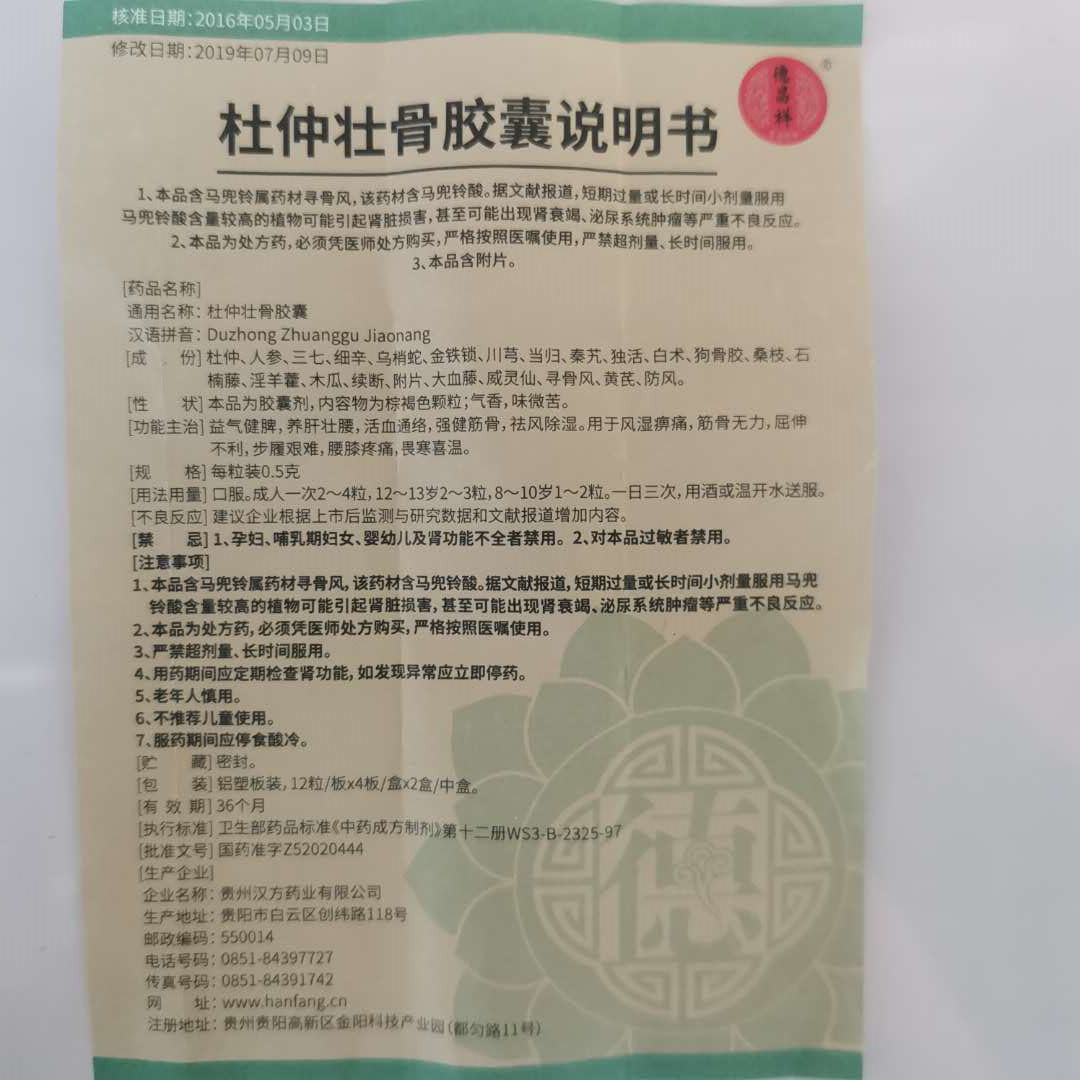 核准日期:2016年05月03日
修改日期:2019年07月09日
德昌祥
®
杜仲壮骨胶囊说明书
1、本品含马兜铃属药材寻骨风,该药材含马兜铃酸。据文献报道,短期过量或长时间小剂量服用
马兜铃酸含量较高的植物可能引起肾脏损害,甚至可能出现肾衰竭、泌尿系统肿瘤等严重不良反应。
2、本品为处方药,必须凭医师处方购买,严格按照医嘱使用,严禁超剂量、长时间服用。
3、本品含附片。
[药品名称]
通用名称:杜仲壮骨胶囊
汉语拼音:Duzhong Zhuanggu Jiaonang
[成 份]杜仲、人参、三七、细辛、乌梢蛇、金铁锁、川芎、当归、秦艽、独活、白术、狗骨胶、桑枝、石
楠藤、淫羊藿、木瓜、续断、附片、大血藤、威灵仙、寻骨风、黄芪、防风。
[性 状]本品为胶囊剂,内容物为棕褐色颗粒;气香,味微苦。
[功能主治]益气健脾,养肝壮腰,活血通络,强健筋骨,祛风除湿。用于风湿痹痛,筋骨无力,屈伸
不利,步履艰难,腰膝疼痛,畏寒喜温。
[规 格]每粒装0.5克
[用法用量]口服。成人一次2～4粒,12～13岁2～3粒,8～10岁1～2粒。一日三次,用酒或温开水送服。
[不良反应]建议企业根据上市后监测与研究数据和文献报道增加内容。
[禁 忌]1、孕妇、哺乳期妇女、婴幼儿及肾功能不全者禁用。2、对本品过敏者禁用。
[注意事项]
1、本品含马兜铃属药材寻骨风,该药材含马兜铃酸。据文献报道,短期过量或长时间小剂量服用马兜
铃酸含量较高的植物可能引起肾脏损害,甚至可能出现肾衰竭、泌尿系统肿瘤等严重不良反应。
2、本品为处方药,必须凭医师处方购买,严格按照医嘱使用。
3、严禁超剂量、长时间服用。
4、用药期间应定期检查肾功能,如发现异常应立即停药。
5、老年人慎用。
6、不推荐儿童使用。
7、服药期间应停食酸冷。
[贮 藏]密封。
[包 装]铝塑板装,12粒/板x4板/盒x2盒/中盒。
[有 效 期]36个月
[执行标准]卫生部药品标准《中药成方制剂》第十二册WS3-B-2325-97
[批准文号]国药准字Z52020444
[生产企业]
企业名称:贵州汉方药业有限公司
生产地址:贵阳市白云区创纬路118号
邮政编码:550014
电话号码:0851-84397727
传真号码:0851-84391742
网 址:www.hanfang.cn
注册地址:贵州贵阳高新区金阳科技产业园(都匀路11号)
德